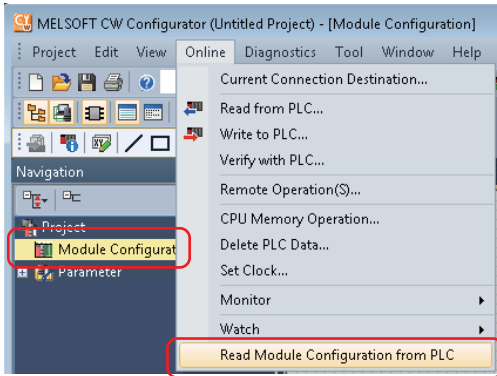 MELSOFT CW Configurator (Untitled Project) - [Module Configuration]
Project Edit View Online Diagnostics Tool Window Help
Current Connection Destination...
Read from PLC...
Write to PLC...
Verify with PLC...
Navigation
Remote Operation(S)...
CPU Memory Operation...
Project
Delete PLC Data...
Module Configurat
Set Clock...
Parameter
Monitor
Watch
Read Module Configuration from PLC